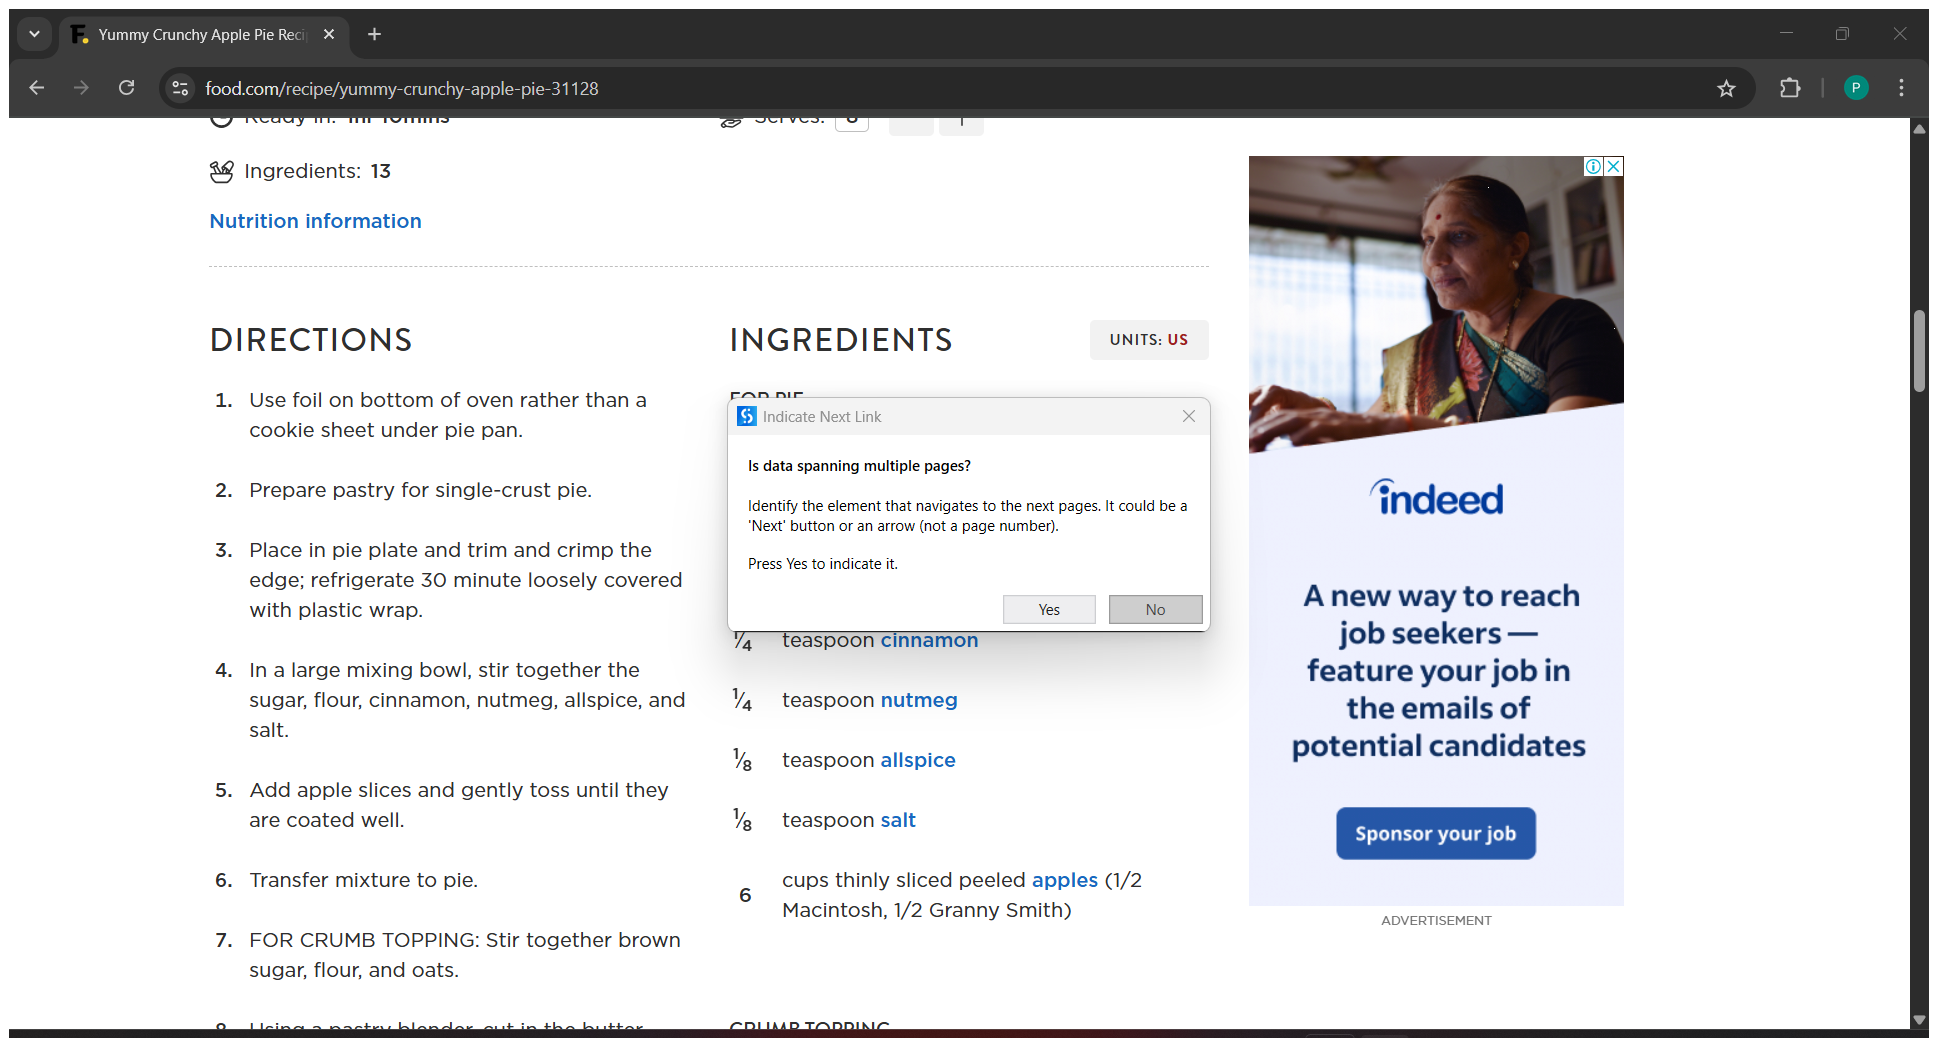 Yummy Crunchy Apple Pie Reci
food.com/recipe/yummy-crunchy-apple-pie-31128
P
Ready In:
Serves: 8
Ingredients: 13
Nutrition information
DIRECTIONS
1. Use foil on bottom of oven rather than a
cookie sheet under pie pan.
2. Prepare pastry for single-crust pie.
3. Place in pie plate and trim and crimp the
edge; refrigerate 30 minute loosely covered
with plastic wrap.
4. In a large mixing bowl, stir together the
sugar, flour, cinnamon, nutmeg, allspice, and
salt.
5. Add apple slices and gently toss until they
are coated well.
6. Transfer mixture to pie.
7. FOR CRUMB TOPPING: Stir together brown
sugar, flour, and oats.
8. Using a pastry blender, cut in the butter
INGREDIENTS
UNITS: US
FOR PIE
Indicate Next Link
Is data spanning multiple pages?
Identify the element that navigates to the next pages. It could be a
'Next' button or an arrow (not a page number).
Press Yes to indicate it.
Yes
No
1⁄4 teaspoon cinnamon
1⁄4 teaspoon nutmeg
1⁄8 teaspoon allspice
1⁄8 teaspoon salt
6 cups thinly sliced peeled apples (1/2
Macintosh, 1/2 Granny Smith)
CRUMB TOPPING
indeed
A new way to reach
job seekers —
feature your job in
the emails of
potential candidates
Sponsor your job
ADVERTISEMENT